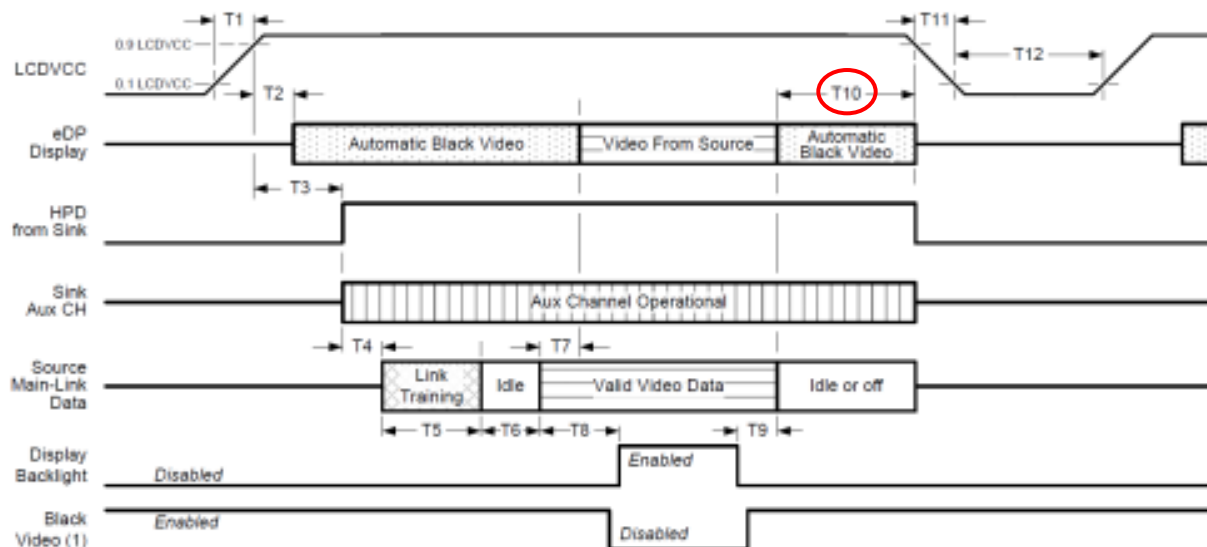 T1
T11
0.9 LCDVCC
T12
LCDVCC
0.1 LCDVCC
T2
T10
eDP
Display
Automatic Black Video
Video From Source
Automatic
Black Video
T3
HPD
from Sink
Sink
Aux CH
Aux Channel Operational
T4
T7
Source
Main-Link
Data
Link
Training
Idle
Valid Video Data
Idle or off
T5
T6
T8
T9
Display
Backlight
Disabled
Enabled
Black
Video (1)
Enabled
Disabled